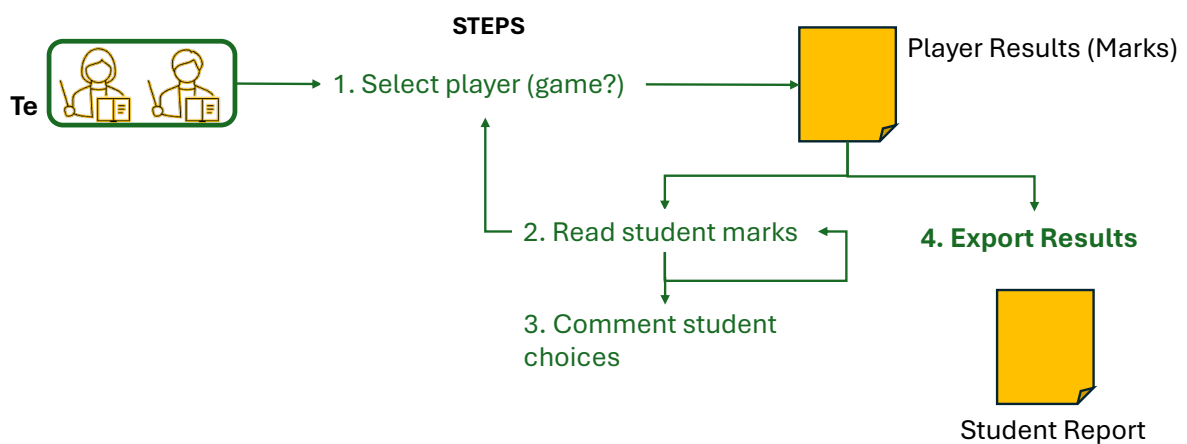 STEPS
Te
1. Select player (game?)
Player Results (Marks)
2. Read student marks
4. Export Results
3. Comment student
choices
Student Report